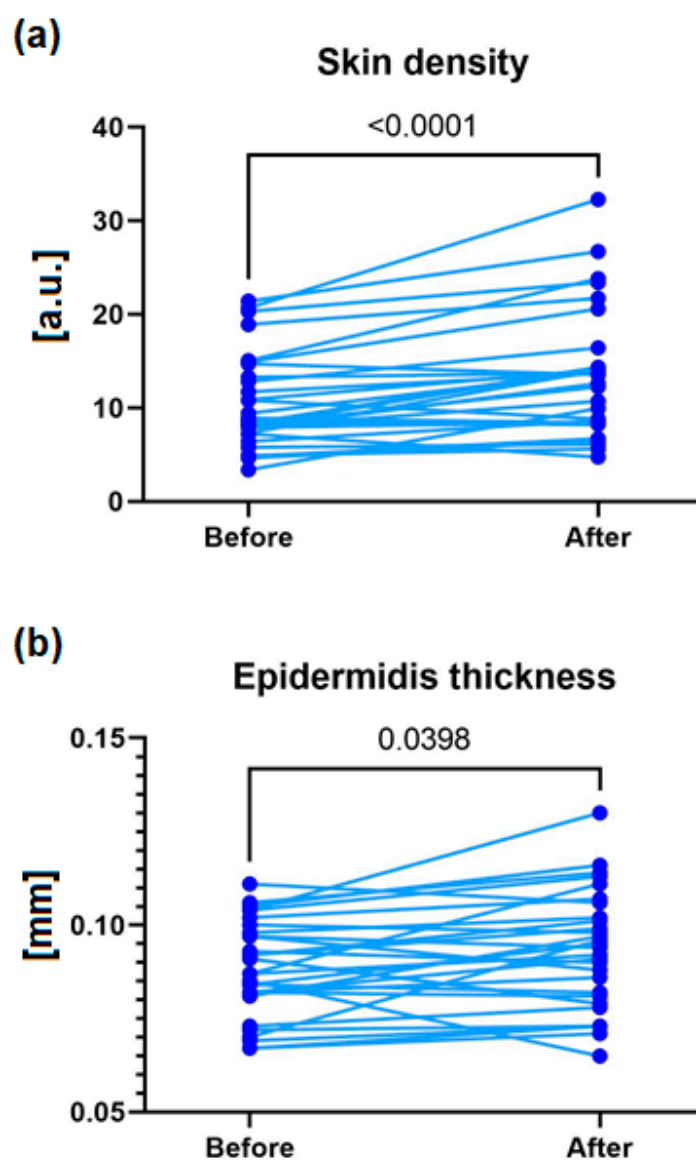 (a)
Skin density
<0.0001
40
30
20
10
0
[a.u.]
Before After
(b)
Epidermidis thickness
0.0398
0.15
0.10
0.05
[mm]
Before After